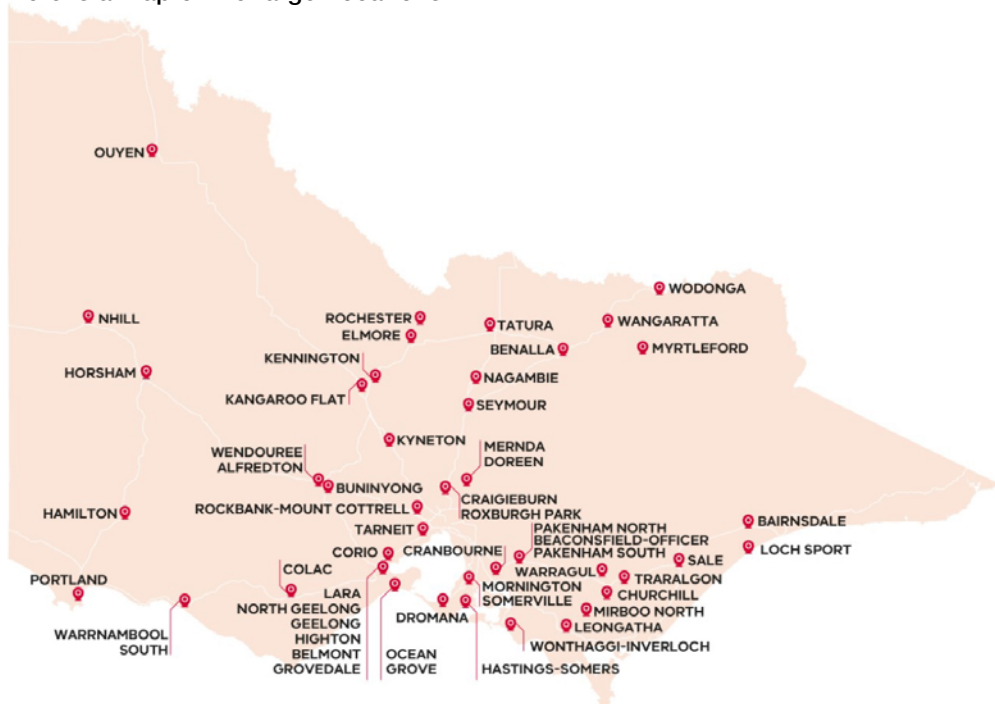 OUYEN
WODONGA
NHILL
ROCHESTER
ELMORE
TATURA
WANGARATTA
BENALLA
MYRTLEFORD
KENNINGTON
HORSHAM
KANGAROO FLAT
NAGAMBIE
SEYMOUR
KYNETON
WENDOUREE
ALFREDTON
MERNDA
DOREEN
BUNINYONG
CRAIGIEBURN
ROXBURGH PARK
ROCKBANK-MOUNT COTTRELL
HAMILTON
TARNEIT
PAKENHAM NORTH
BEACONSFIELD-OFFICER
PAKENHAM SOUTH
BAIRNSDALE
LOCH SPORT
CORIO
CRANBOURNE
SALE
COLAC
WARRAGUL
TRARALGON
PORTLAND
LARA
NORTH GEELONG
GEELONG
HIGHTON
BELMONT
GROVEDALE
MORNINGTON
SOMERVILLE
CHURCHILL
MIRBOO NORTH
DROMANA
LEONGATHA
WARRNAMBOOL
SOUTH
WONTHAGGI-INVERLOCH
OCEAN
GROVE
HASTINGS-SOMERS